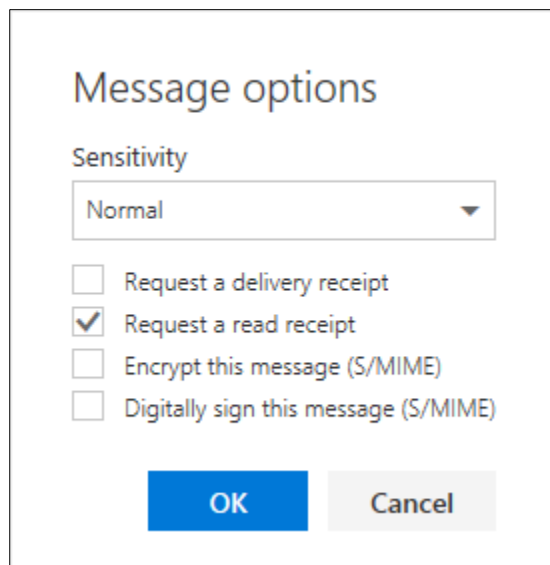 Message options
Sensitivity
Normal
Request a delivery receipt
Request a read receipt
Encrypt this message (S/MIME)
Digitally sign this message (S/MIME)
OK Cancel